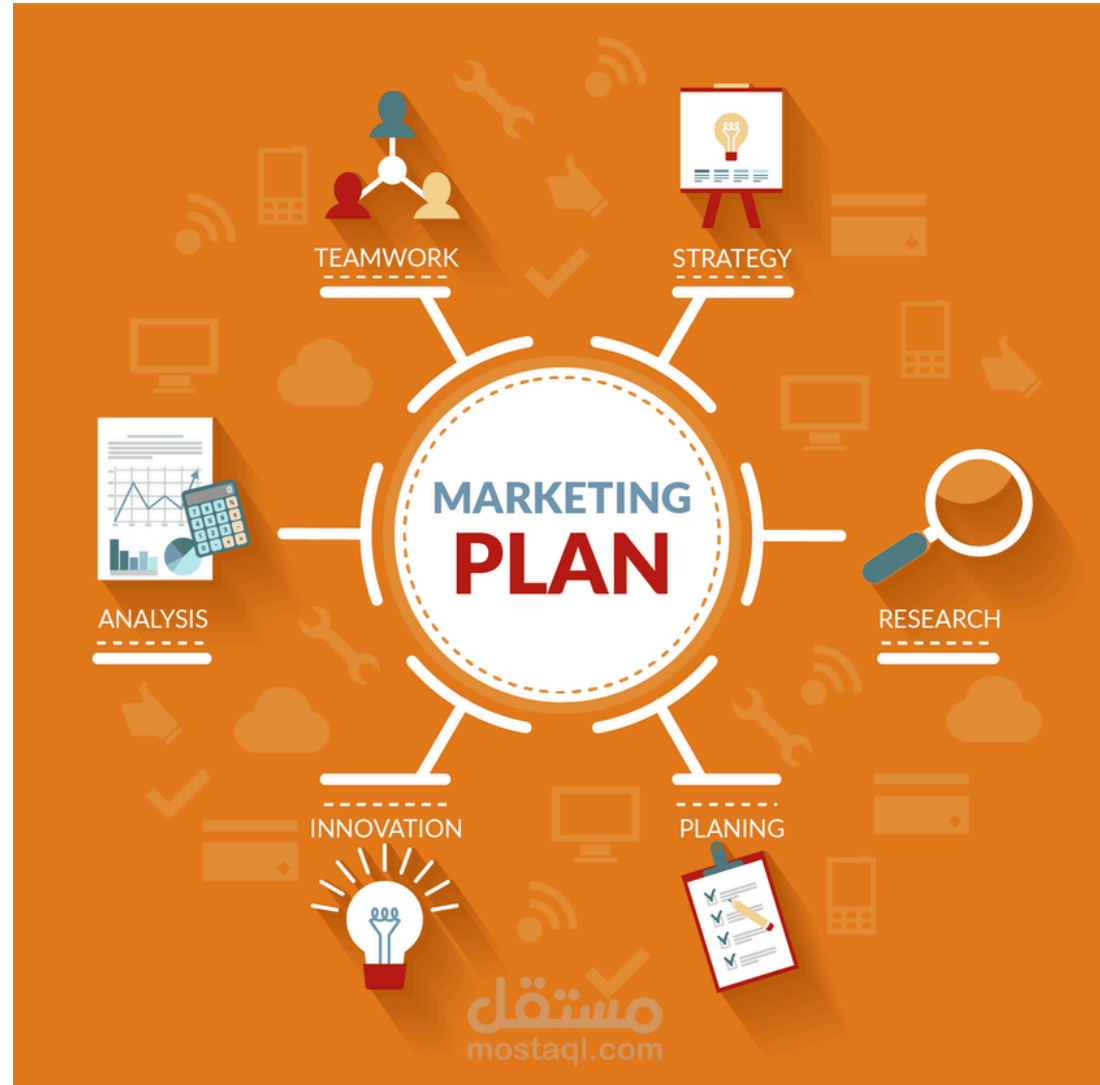 TEAMWORK
STRATEGY
MARKETING
PLAN
ANALYSIS
RESEARCH
INNOVATION
PLANING
مستقل
mostaql.com